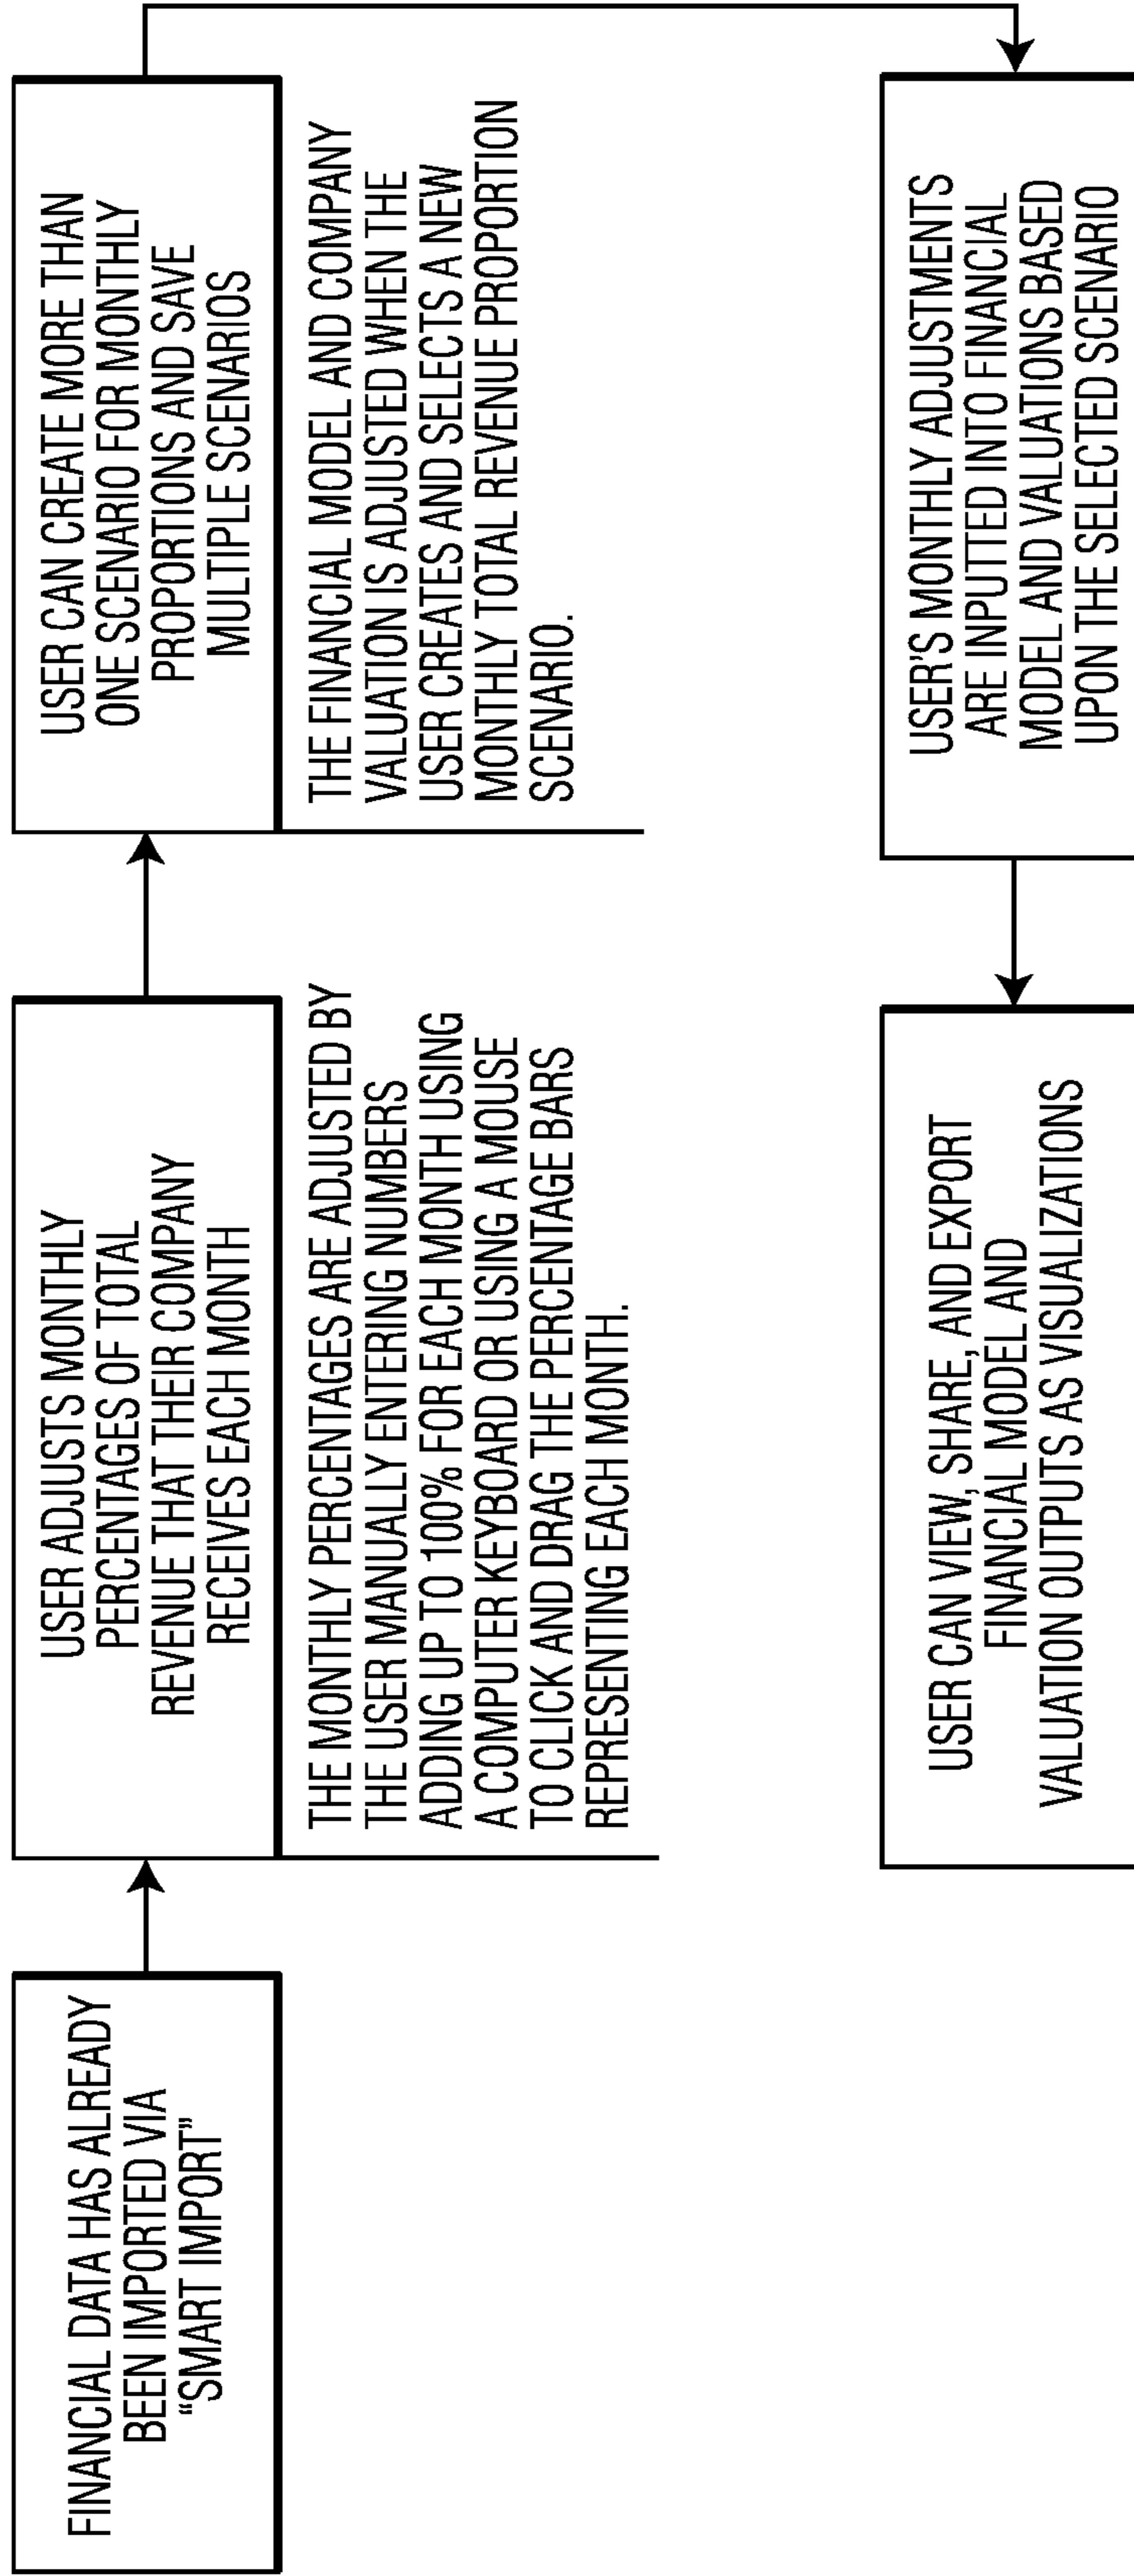 FINANCIAL DATA HAS ALREADY
BEEN IMPORTED VIA
“SMART IMPORT”
USER ADJUSTS MONTHLY
PERCENTAGES OF TOTAL
REVENUE THAT THEIR COMPANY
RECEIVES EACH MONTH
THE MONTHLY PERCENTAGES ARE ADJUSTED BY
THE USER MANUALLY ENTERING NUMBERS
ADDING UP TO 100% FOR EACH MONTH USING
A COMPUTER KEYBOARD OR USING A MOUSE
TO CLICK AND DRAG THE PERCENTAGE BARS
REPRESENTING EACH MONTH.
USER CAN CREATE MORE THAN
ONE SCENARIO FOR MONTHLY
PROPORTIONS AND SAVE
MULTIPLE SCENARIOS
THE FINANCIAL MODEL AND COMPANY
VALUATION IS ADJUSTED WHEN THE
USER CREATES AND SELECTS A NEW
MONTHLY TOTAL REVENUE PROPORTION
SCENARIO.
USER'S MONTHLY ADJUSTMENTS
ARE INPUTTED INTO FINANCIAL
MODEL AND VALUATIONS BASED
UPON THE SELECTED SCENARIO
USER CAN VIEW, SHARE, AND EXPORT
FINANCIAL MODEL AND
VALUATION OUTPUTS AS VISUALIZATIONS